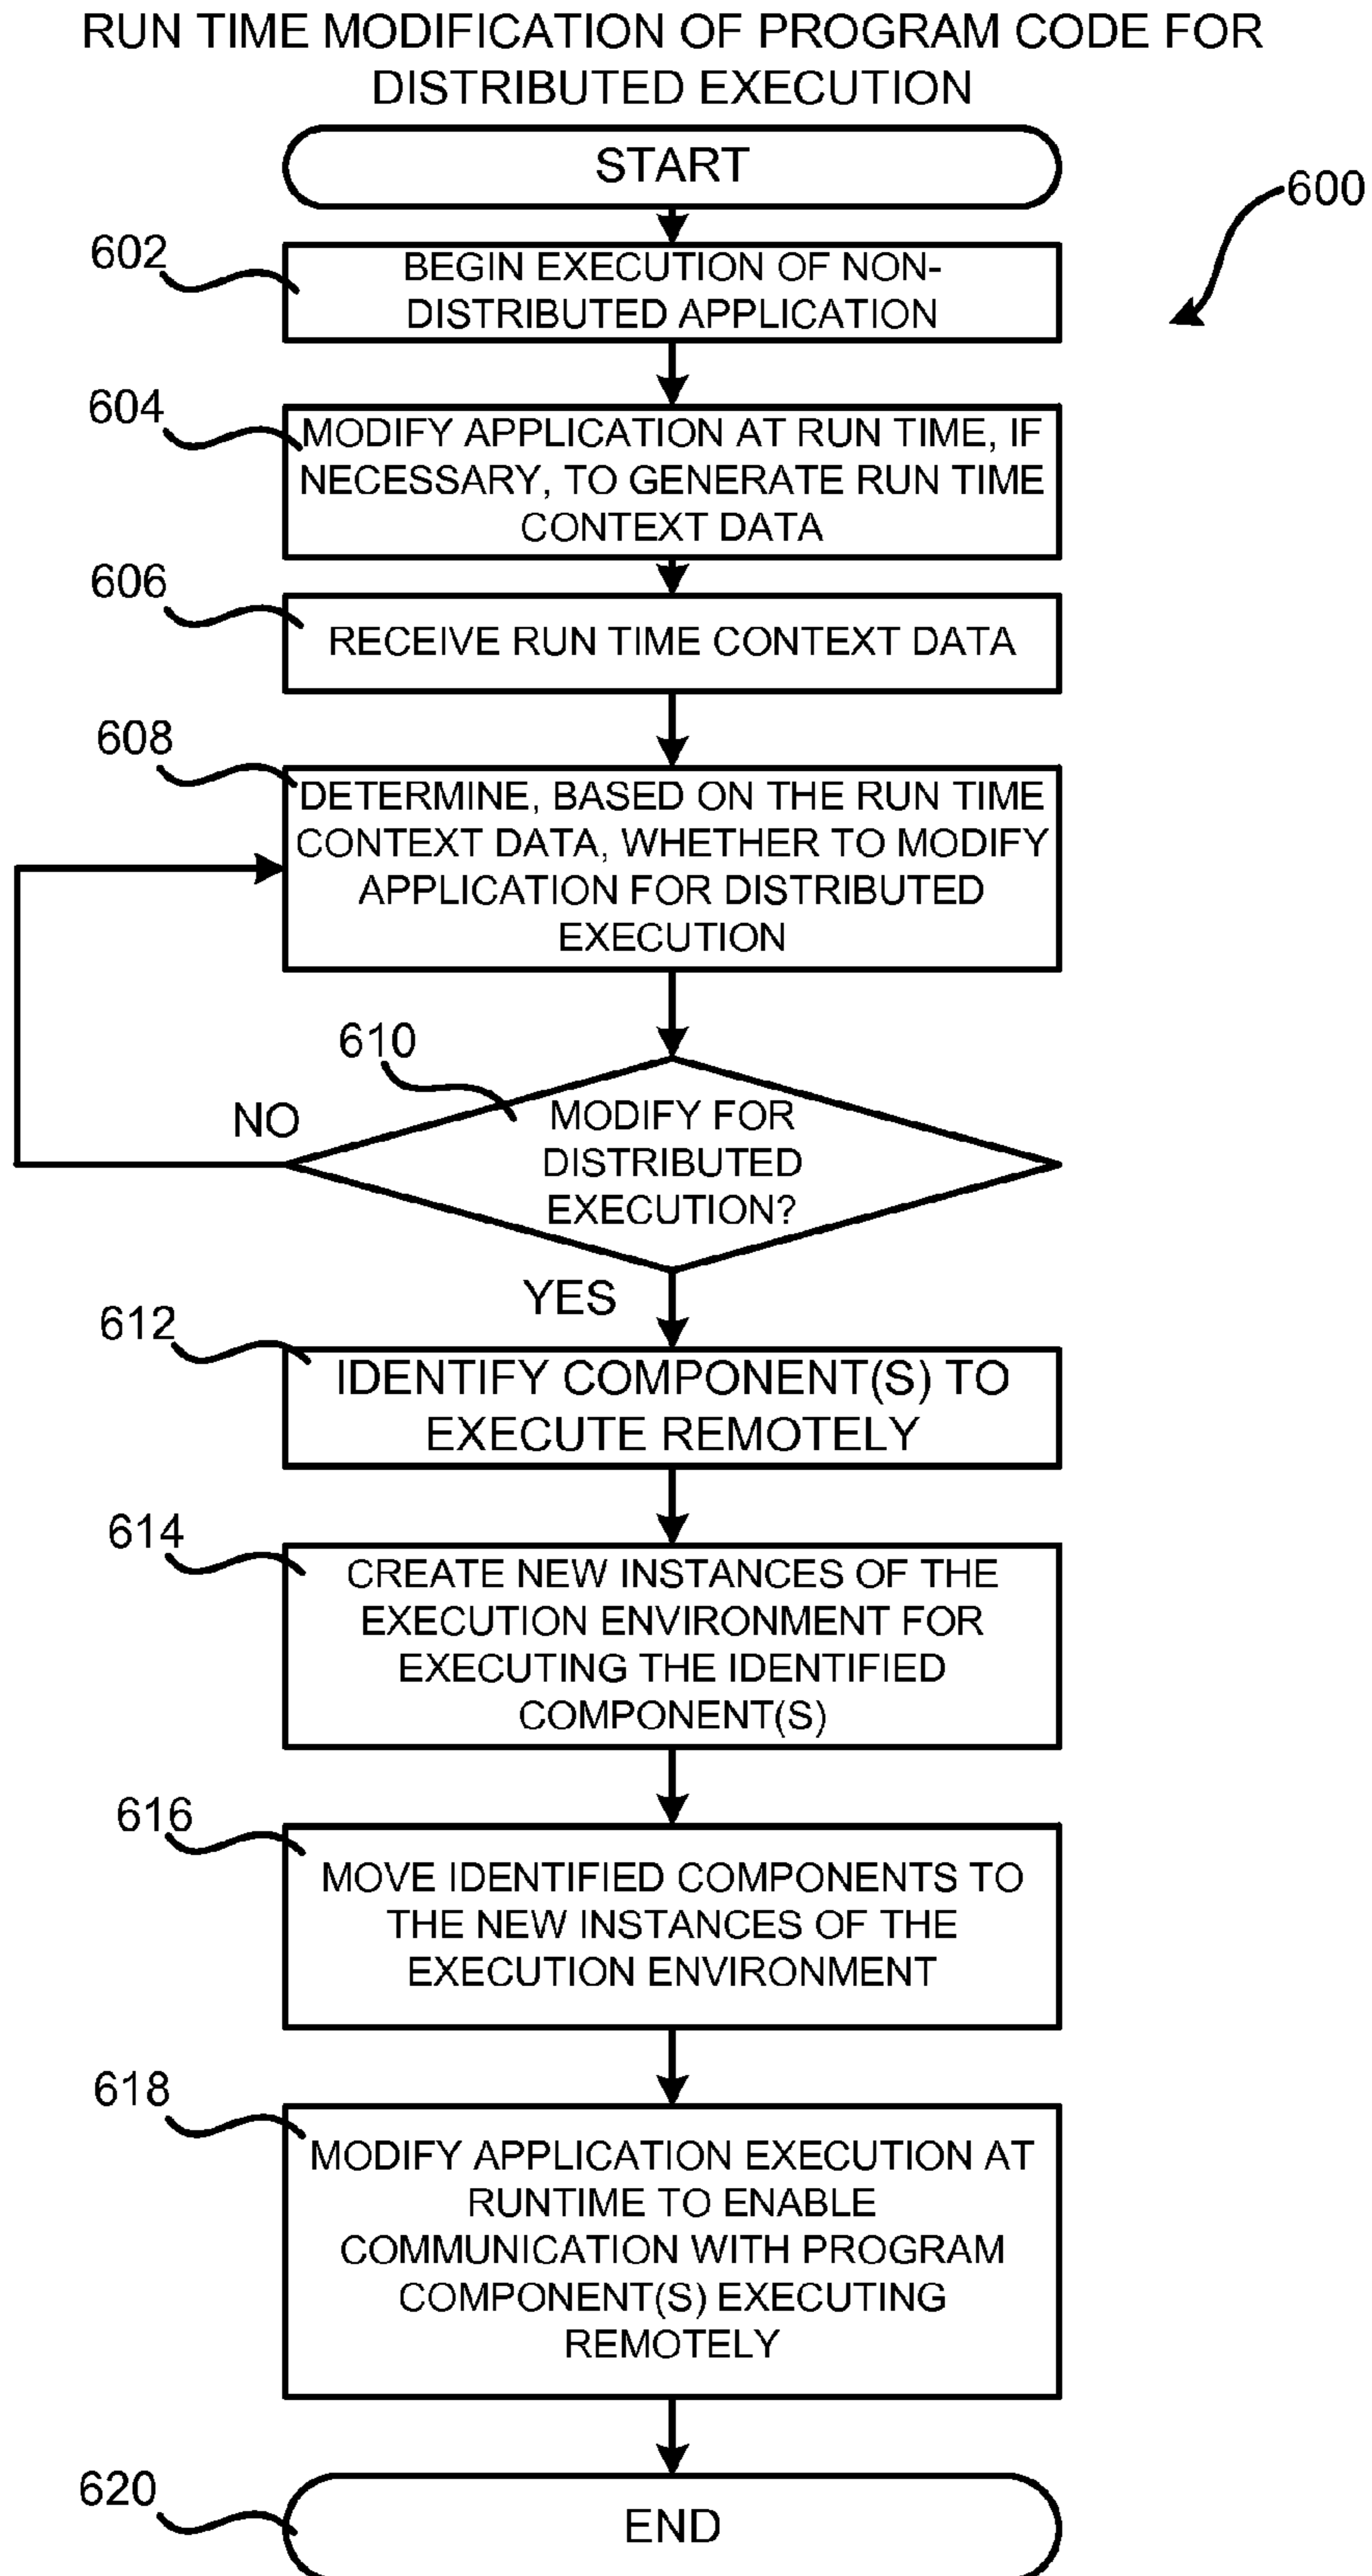 RUN TIME MODIFICATION OF PROGRAM CODE FOR
DISTRIBUTED EXECUTION
START
600
602
BEGIN EXECUTION OF NON-
DISTRIBUTED APPLICATION
604
MODIFY APPLICATION AT RUN TIME, IF
NECESSARY, TO GENERATE RUN TIME
CONTEXT DATA
606
RECEIVE RUN TIME CONTEXT DATA
608
DETERMINE, BASED ON THE RUN TIME
CONTEXT DATA, WHETHER TO MODIFY
APPLICATION FOR DISTRIBUTED
EXECUTION
610
NO
MODIFY FOR
DISTRIBUTED
EXECUTION?
YES
612
IDENTIFY COMPONENT(S) TO
EXECUTE REMOTELY
614
CREATE NEW INSTANCES OF THE
EXECUTION ENVIRONMENT FOR
EXECUTING THE IDENTIFIED
COMPONENT(S)
616
MOVE IDENTIFIED COMPONENTS TO
THE NEW INSTANCES OF THE
EXECUTION ENVIRONMENT
618
MODIFY APPLICATION EXECUTION AT
RUNTIME TO ENABLE
COMMUNICATION WITH PROGRAM
COMPONENT(S) EXECUTING
REMOTELY
620
END